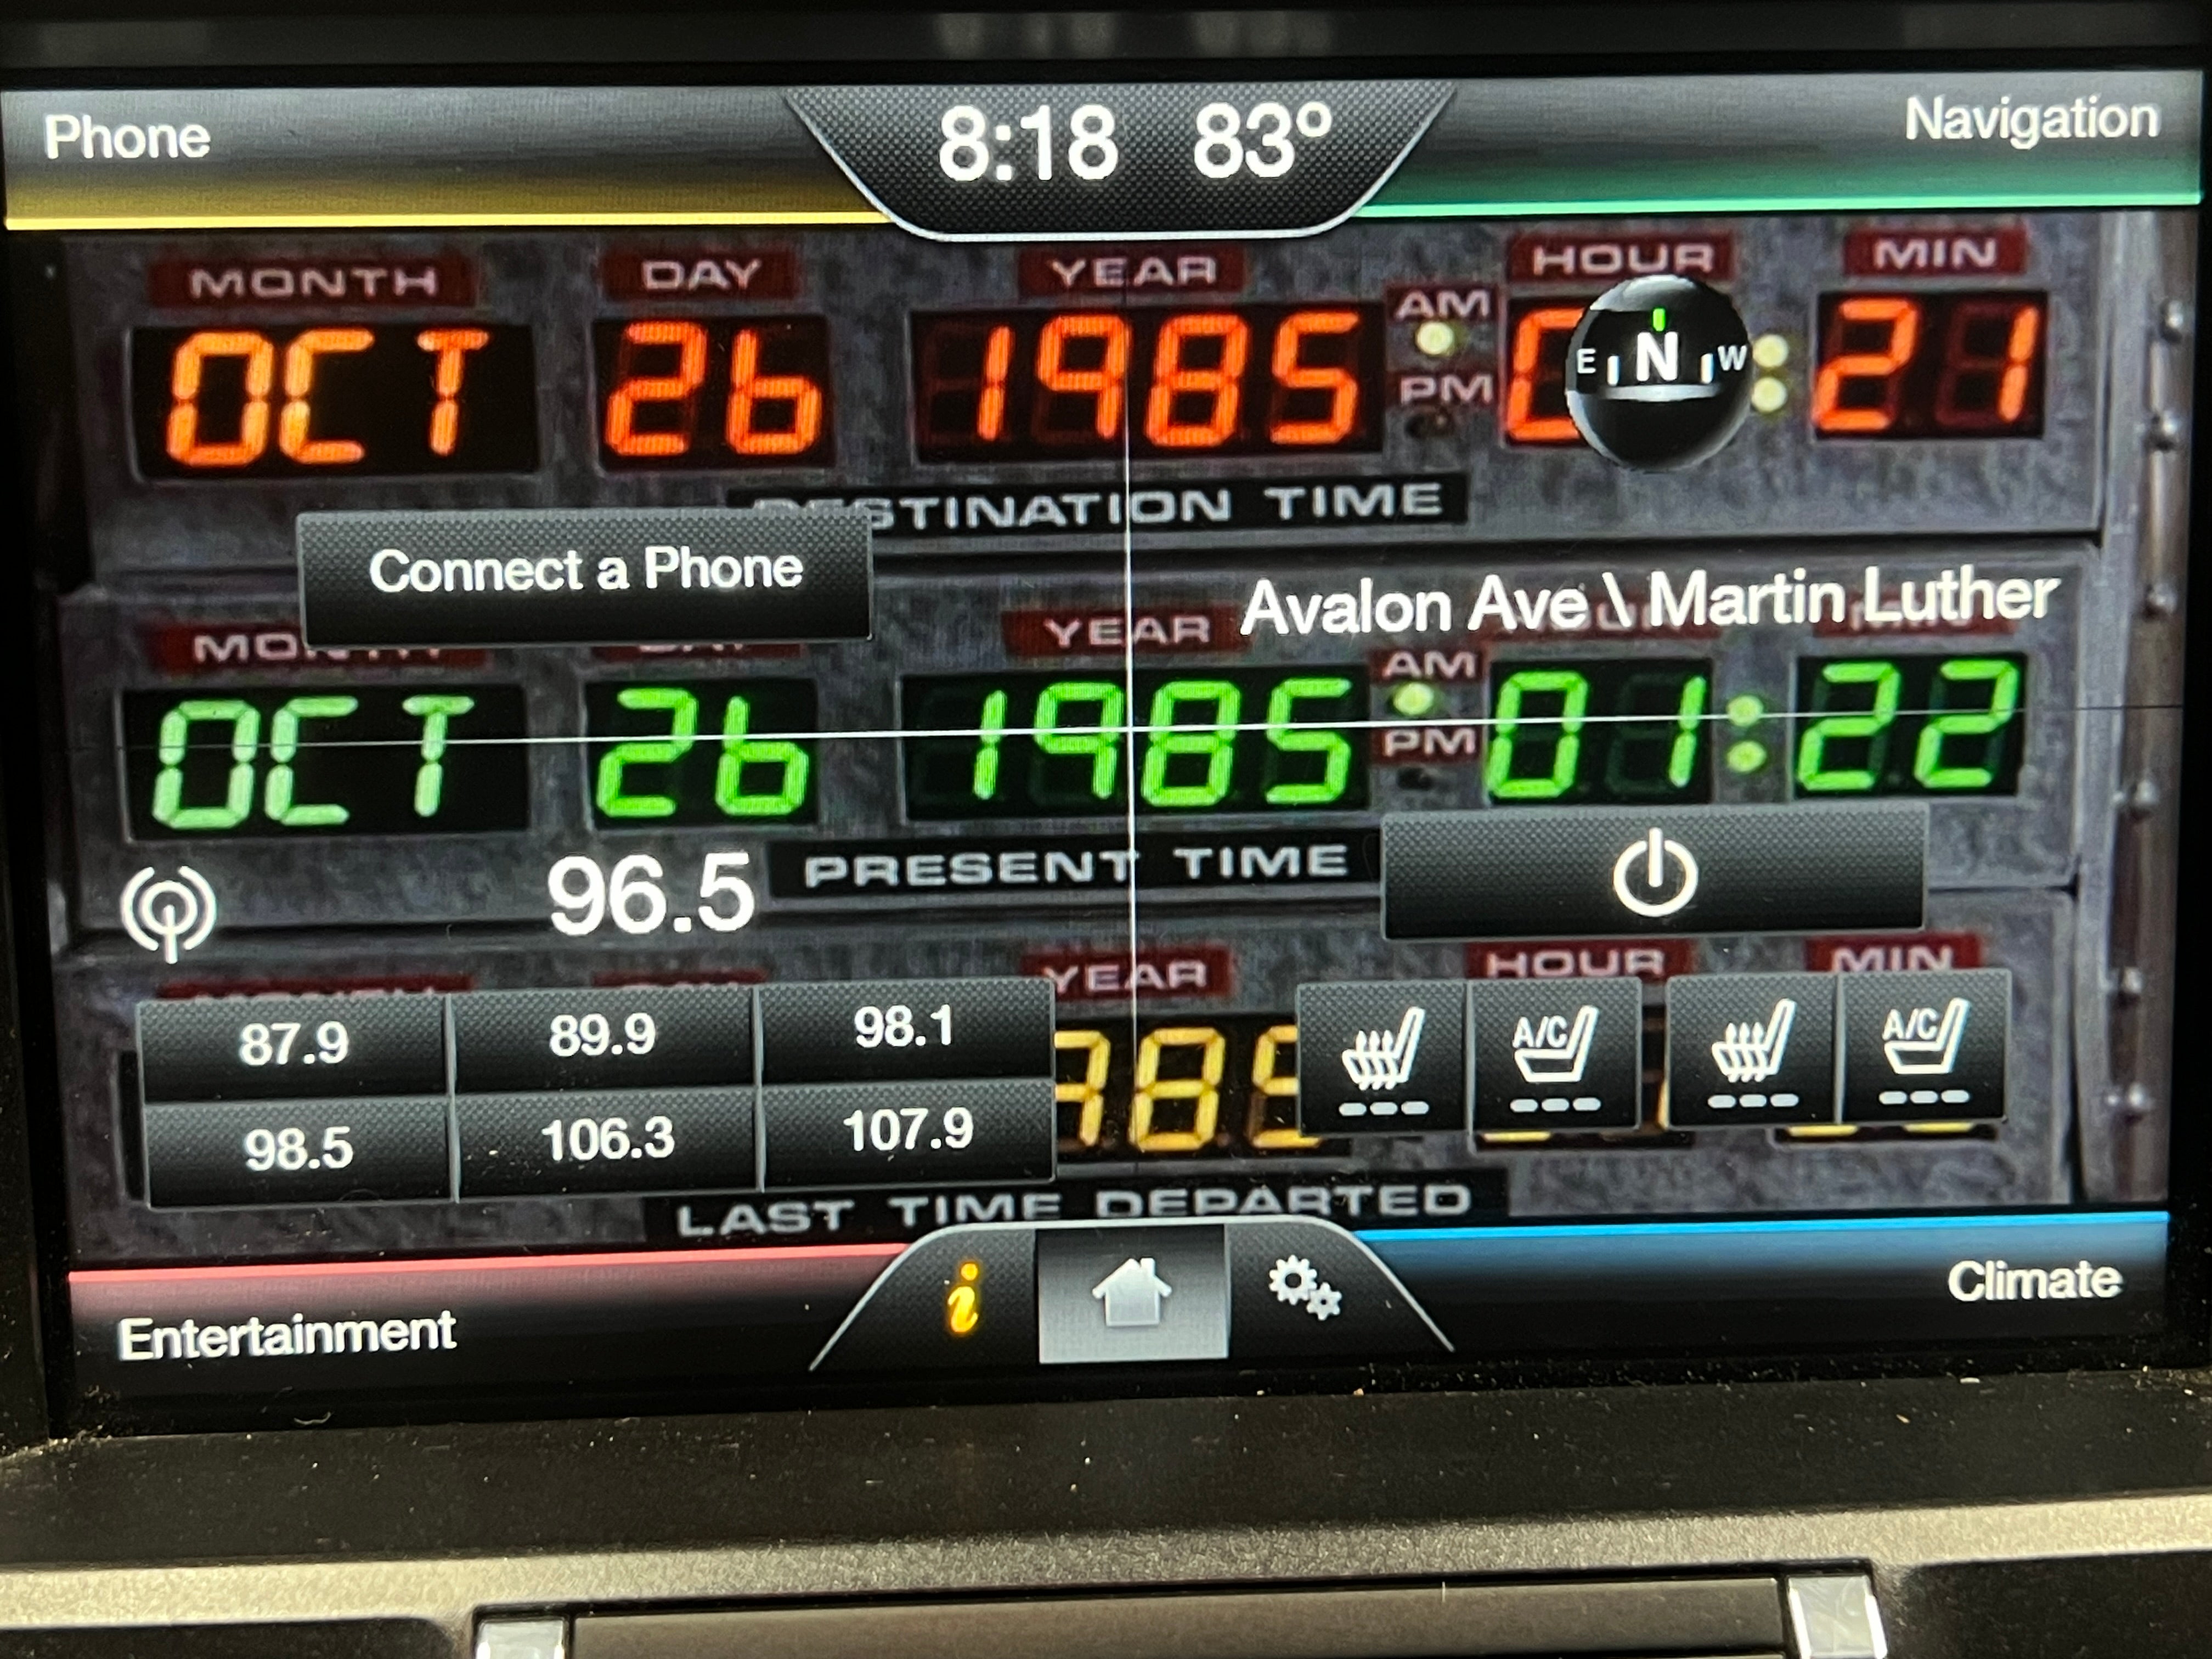 Phone 8:18 83° Navigation
MONTH DAY YEAR HOUR MIN
AM
OCT 26 1985 : 21
PM
E N W
DESTINATION TIME
Connect a Phone
Avalon Ave \ Martin Luther
YEAR
AM
OCT 26 1985 01:22
PM
96.5 PRESENT TIME
YEAR HOUR MIN
87.9 89.9 98.1
A/C A/C
98.5 106.3 107.9
LAST TIME DEPARTED
i
Entertainment Climate